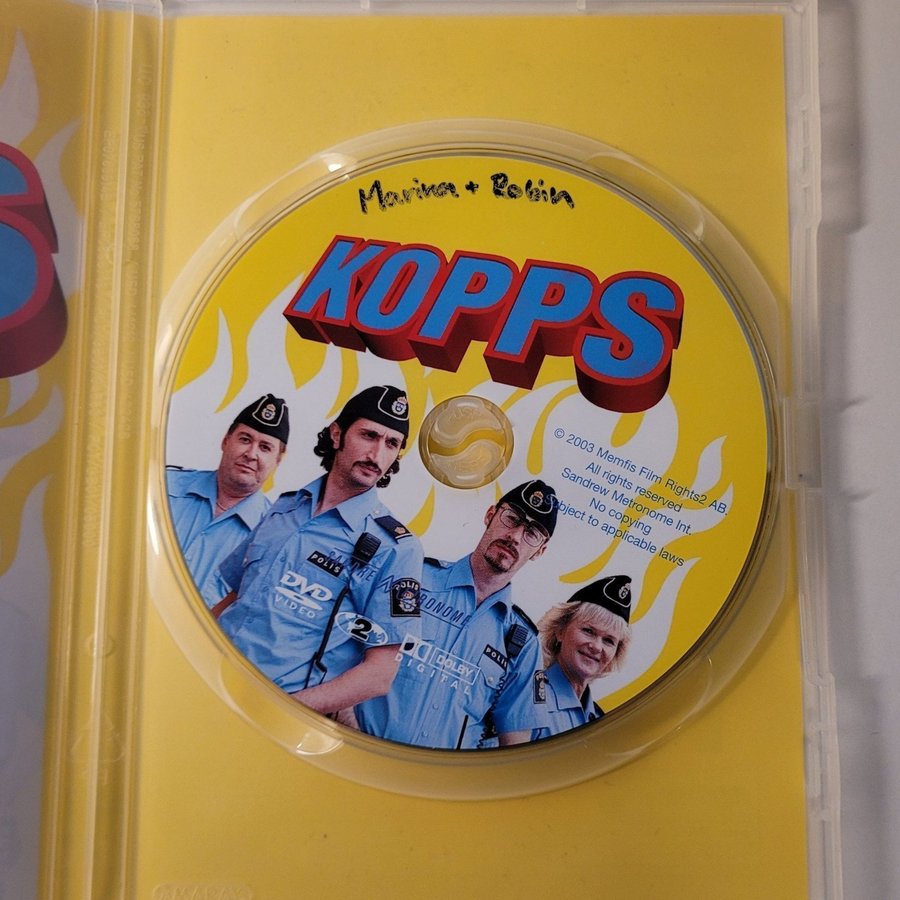 Marina + Robin
KOPPS
© 2003 Memfis Film Rights2 AB
All rights reserved
Sandrew Metronome Int.
No copying
Subject to applicable laws
POLIS
POLIS
POLIS
DVD
VIDEO
2
DOLBY
DIGITAL
S